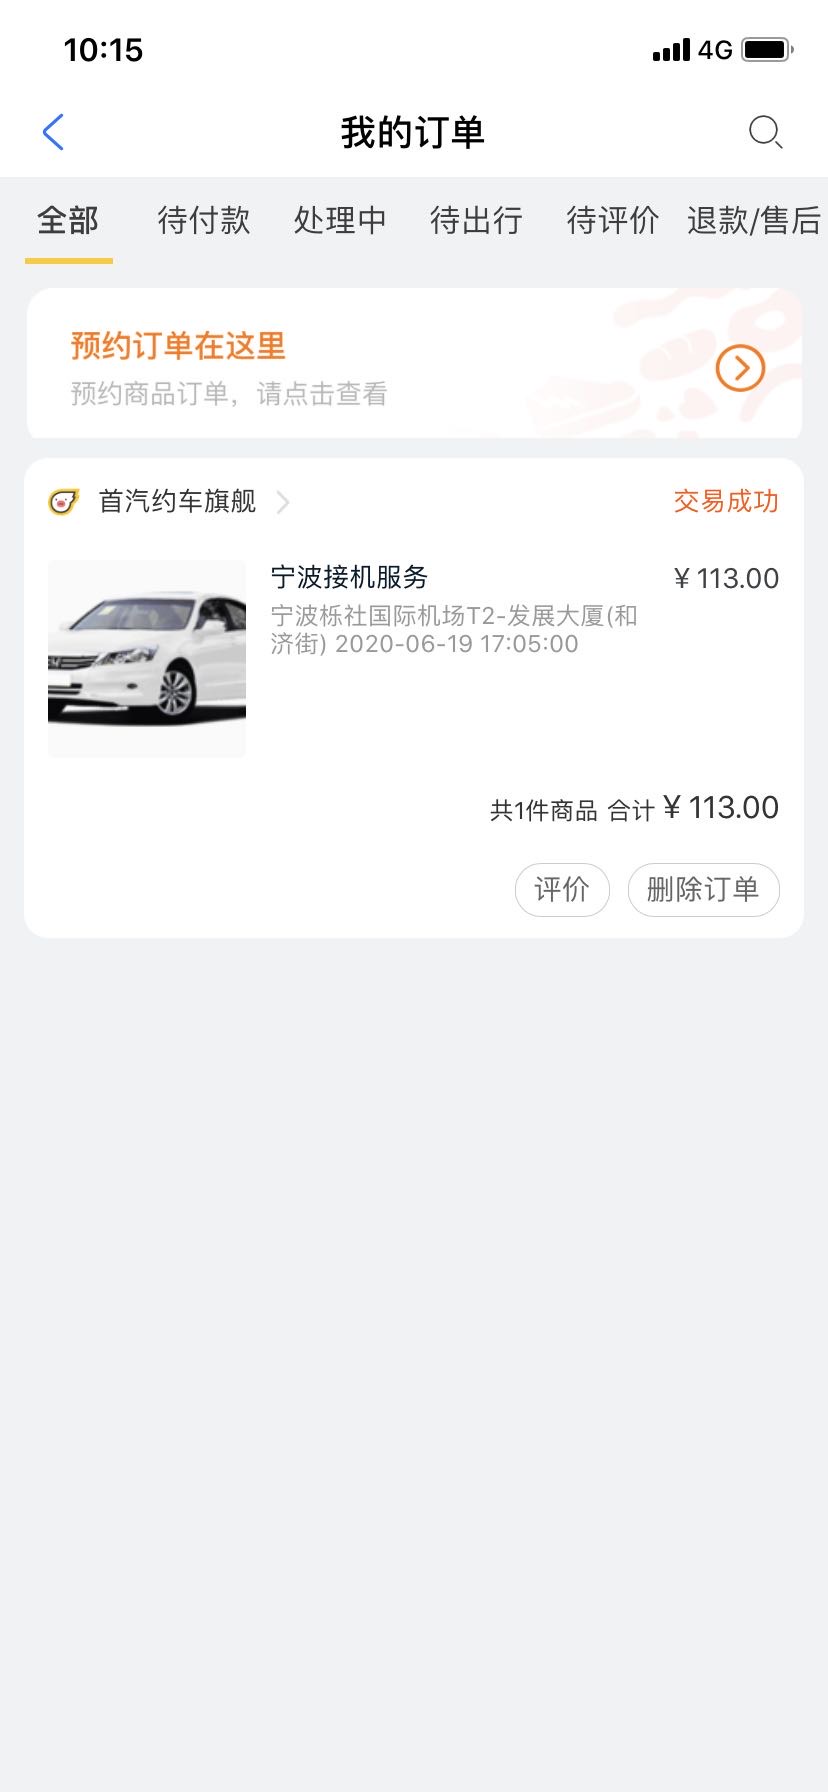 10:15
4G
我的订单
全部 待付款 处理中 待出行 待评价 退款/售后
预约订单在这里
预约商品订单，请点击查看
首汽约车旗舰
交易成功
宁波接机服务
¥ 113.00
宁波栎社国际机场T2-发展大厦(和
济街) 2020-06-19 17:05:00
共1件商品 合计 ¥ 113.00
评价
删除订单